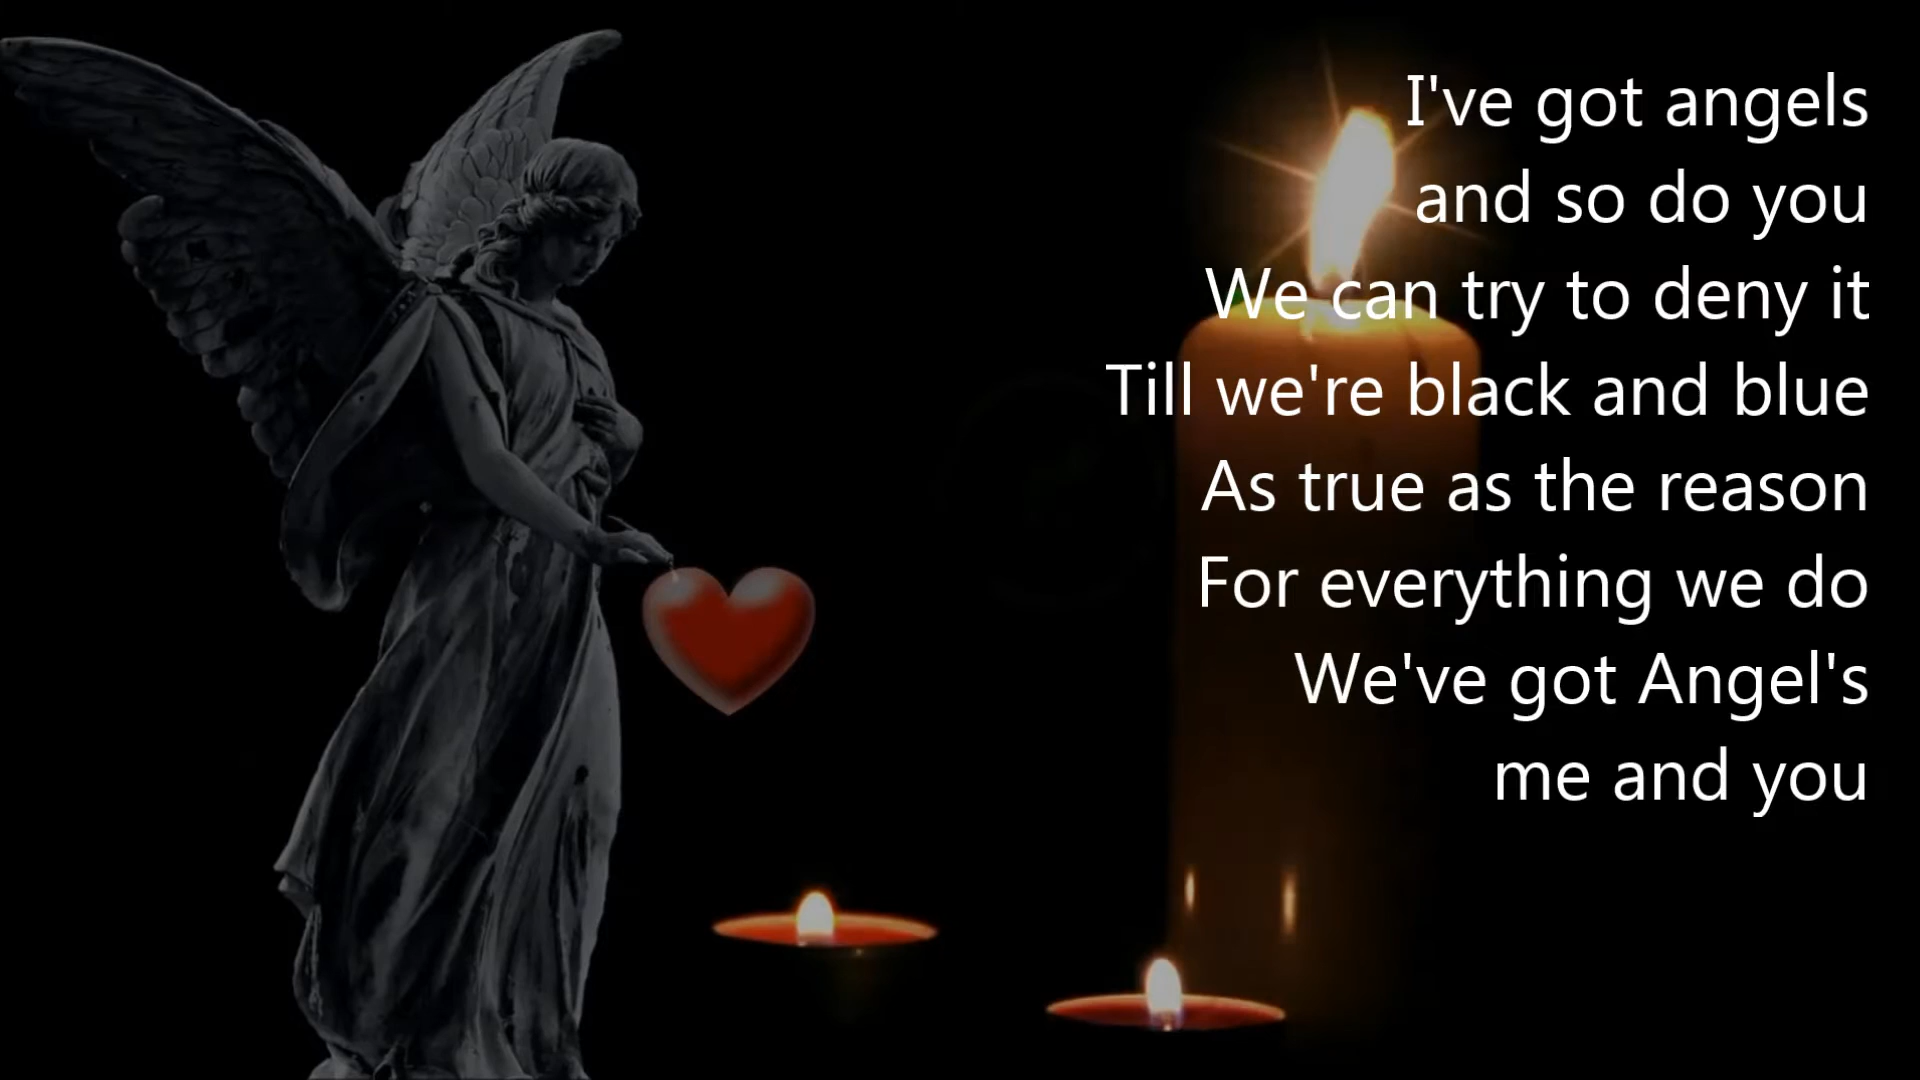 I've got angels
and so do you
We can try to deny it
Till we're black and blue
As true as the reason
For everything we do
We've got Angel's
me and you